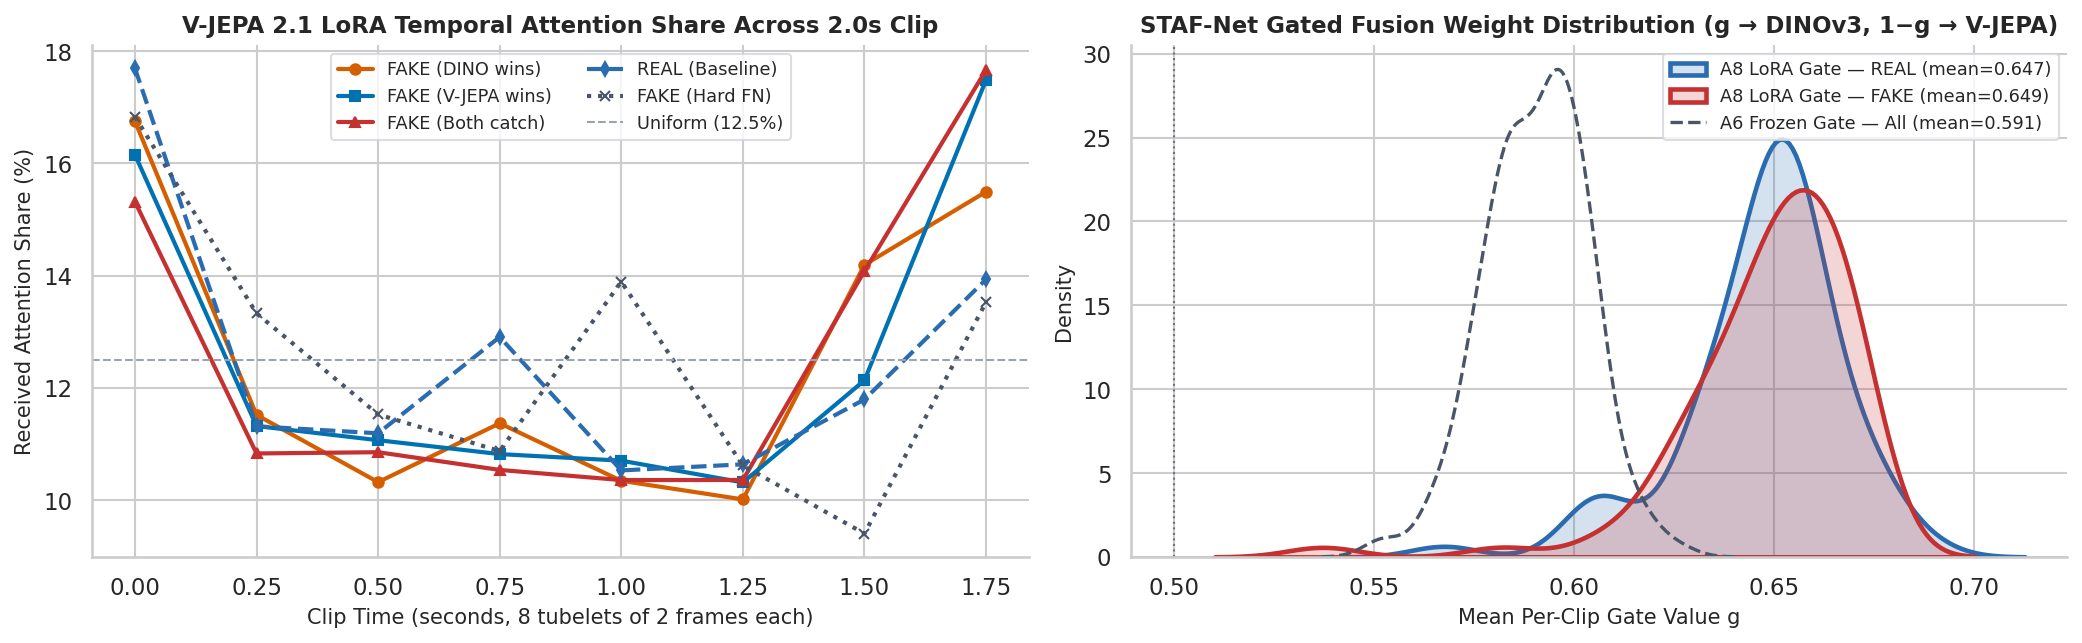 V-JEPA 2.1 LoRA Temporal Attention Share Across 2.0s Clip
Received Attention Share (%)
18
16
14
12
10
FAKE (DINO wins)
FAKE (V-JEPA wins)
FAKE (Both catch)
REAL (Baseline)
FAKE (Hard FN)
Uniform (12.5%)
0.00 0.25 0.50 0.75 1.00 1.25 1.50 1.75
Clip Time (seconds, 8 tubelets of 2 frames each)
STAF-Net Gated Fusion Weight Distribution (g → DINOv3, 1−g → V-JEPA)
Density
30
25
20
15
10
5
0
A8 LoRA Gate — REAL (mean=0.647)
A8 LoRA Gate — FAKE (mean=0.649)
A6 Frozen Gate — All (mean=0.591)
0.50 0.55 0.60 0.65 0.70
Mean Per-Clip Gate Value g